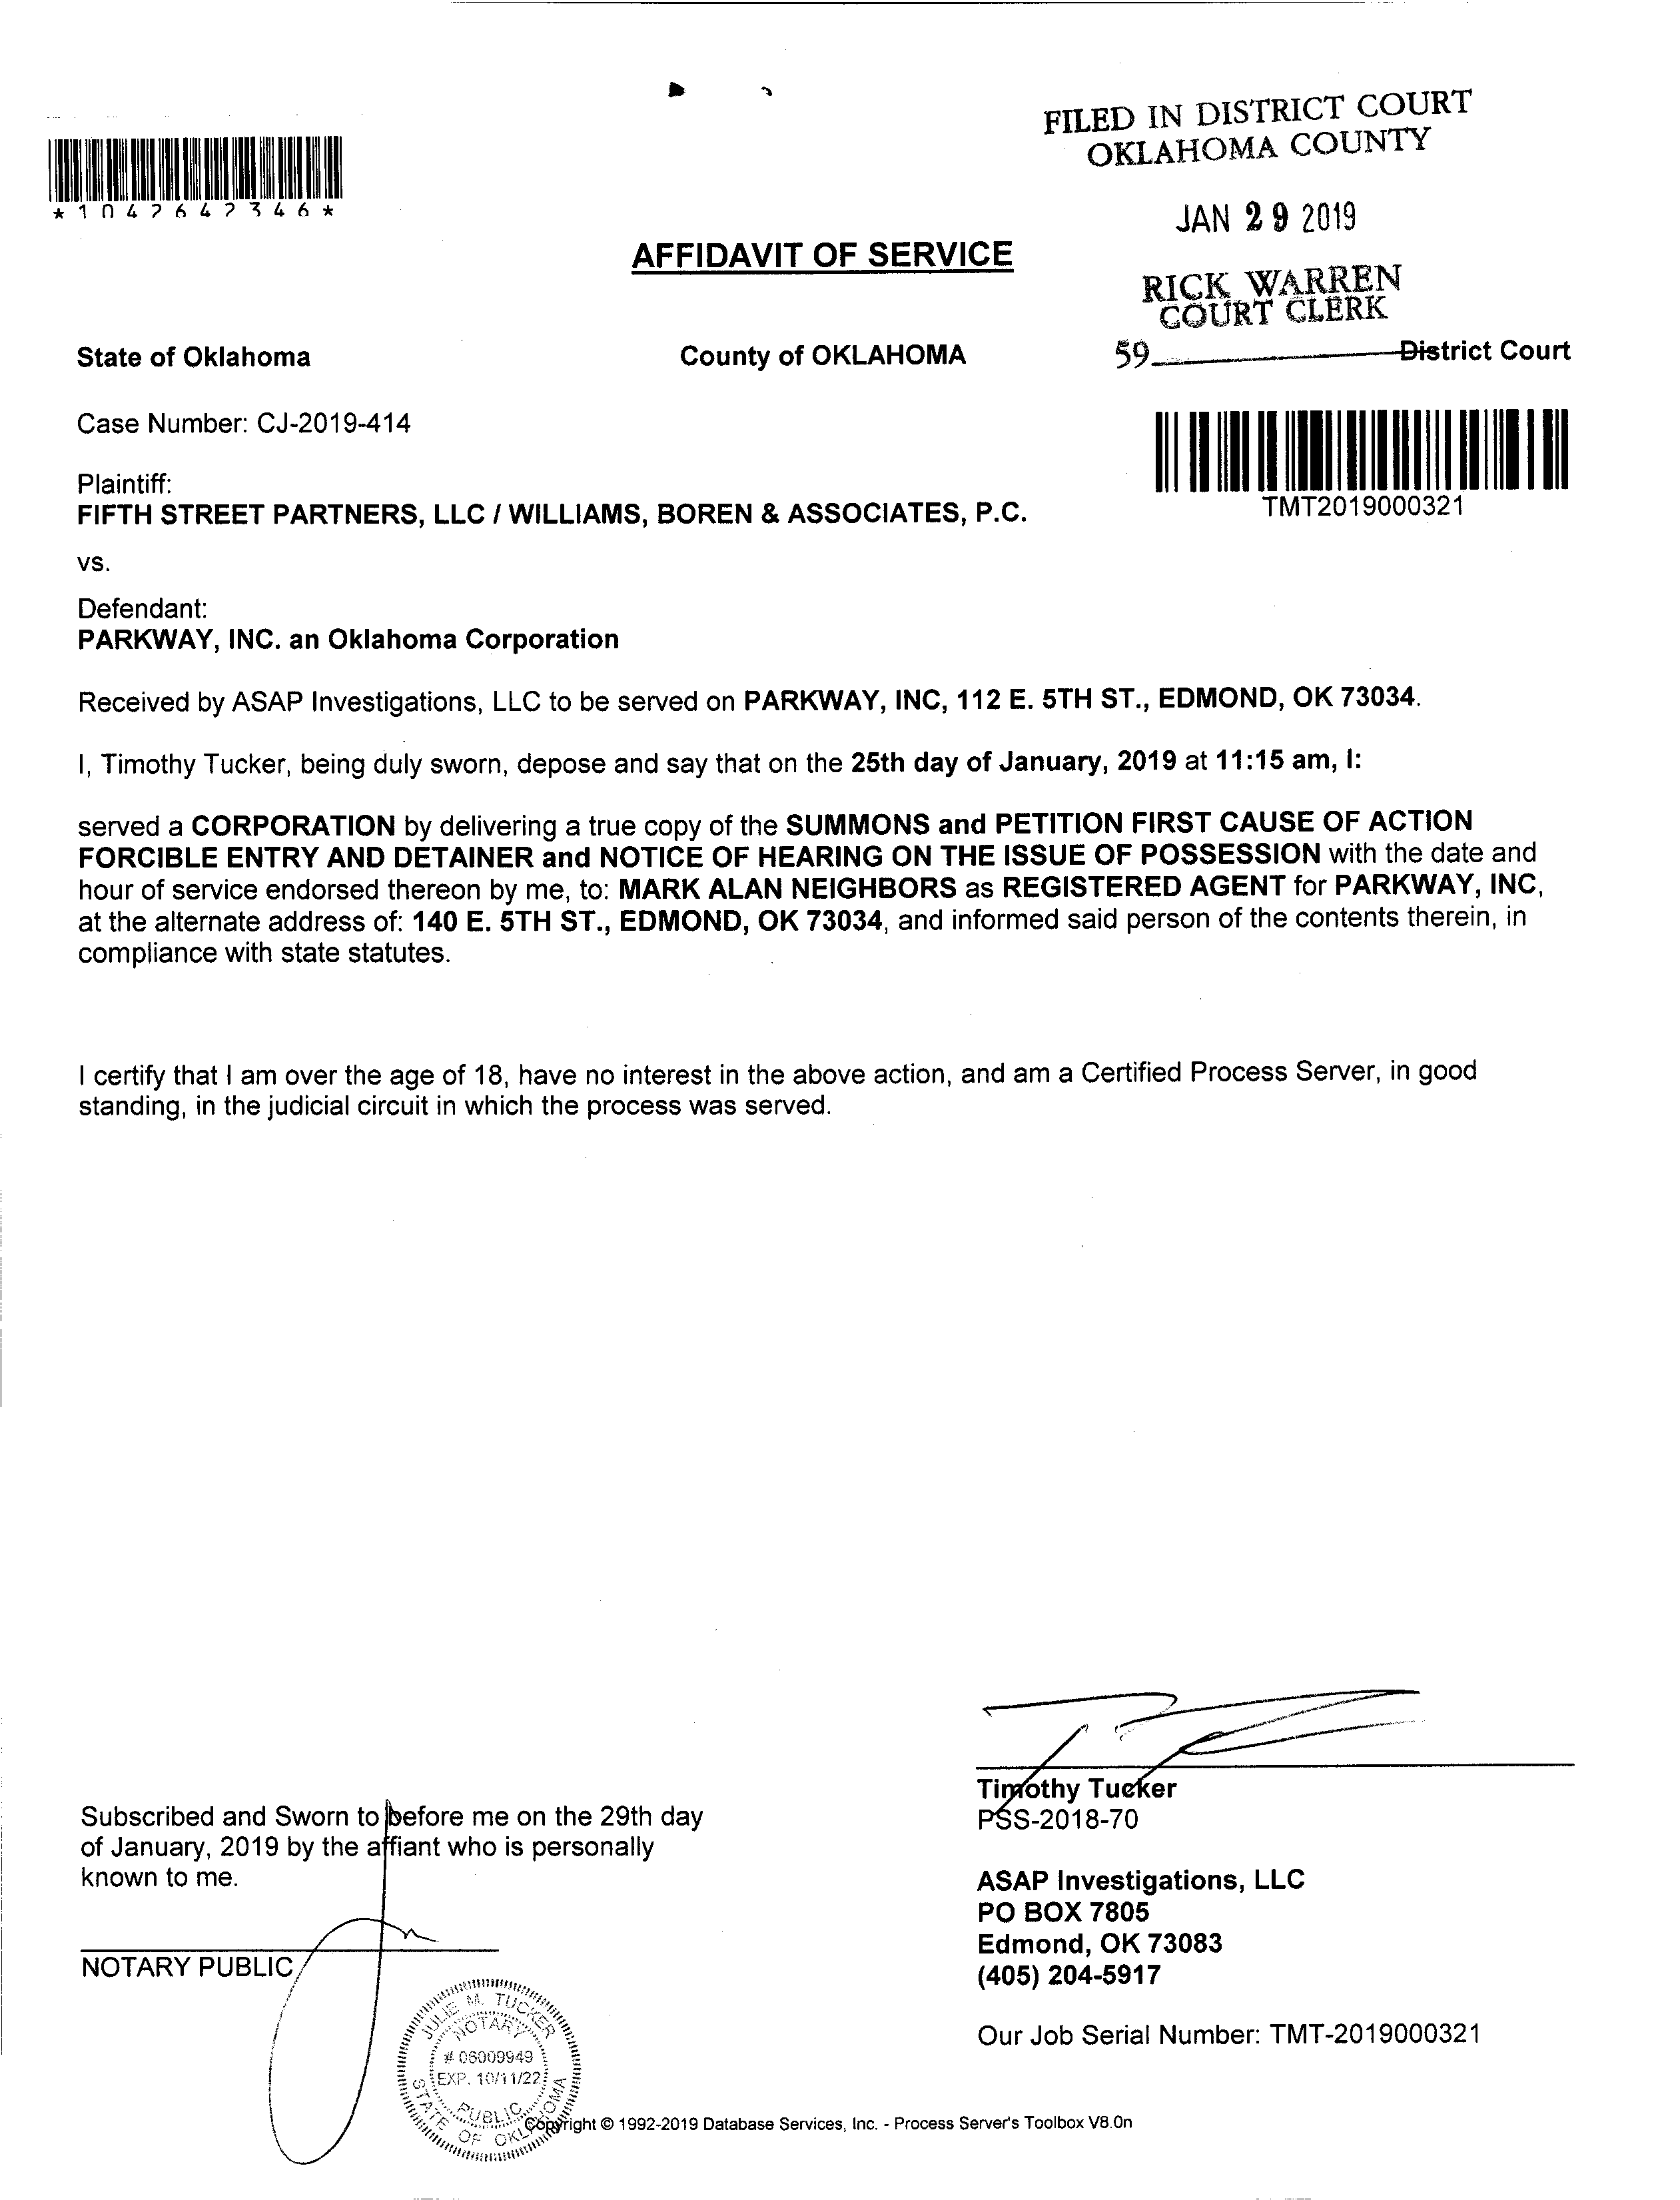 FILED IN DISTRICT COURT
OKLAHOMA COUNTY
*1042642346*
JAN 29 2019
AFFIDAVIT OF SERVICE
RICK WARREN
COURT CLERK
State of Oklahoma County of OKLAHOMA 59 District Court
Case Number: CJ-2019-414
Plaintiff:
FIFTH STREET PARTNERS, LLC / WILLIAMS, BOREN & ASSOCIATES, P.C.
TMT2019000321
vs.
Defendant:
PARKWAY, INC. an Oklahoma Corporation
Received by ASAP Investigations, LLC to be served on PARKWAY, INC, 112 E. 5TH ST., EDMOND, OK 73034.
I, Timothy Tucker, being duly sworn, depose and say that on the 25th day of January, 2019 at 11:15 am, I:
served a CORPORATION by delivering a true copy of the SUMMONS and PETITION FIRST CAUSE OF ACTION
FORCIBLE ENTRY AND DETAINER and NOTICE OF HEARING ON THE ISSUE OF POSSESSION with the date and
hour of service endorsed thereon by me, to: MARK ALAN NEIGHBORS as REGISTERED AGENT for PARKWAY, INC,
at the alternate address of: 140 E. 5TH ST., EDMOND, OK 73034, and informed said person of the contents therein, in
compliance with state statutes.
I certify that I am over the age of 18, have no interest in the above action, and am a Certified Process Server, in good
standing, in the judicial circuit in which the process was served.
Subscribed and Sworn to before me on the 29th day
of January, 2019 by the affiant who is personally
known to me.
NOTARY PUBLIC
JULIE M. TUCKER
NOTARY
# 06009949
EXP. 10/11/22
PUBLIC
STATE OF OKLAHOMA
Timothy Tucker
PSS-2018-70
ASAP Investigations, LLC
PO BOX 7805
Edmond, OK 73083
(405) 204-5917
Our Job Serial Number: TMT-2019000321
Copyright © 1992-2019 Database Services, Inc. - Process Server's Toolbox V8.0n